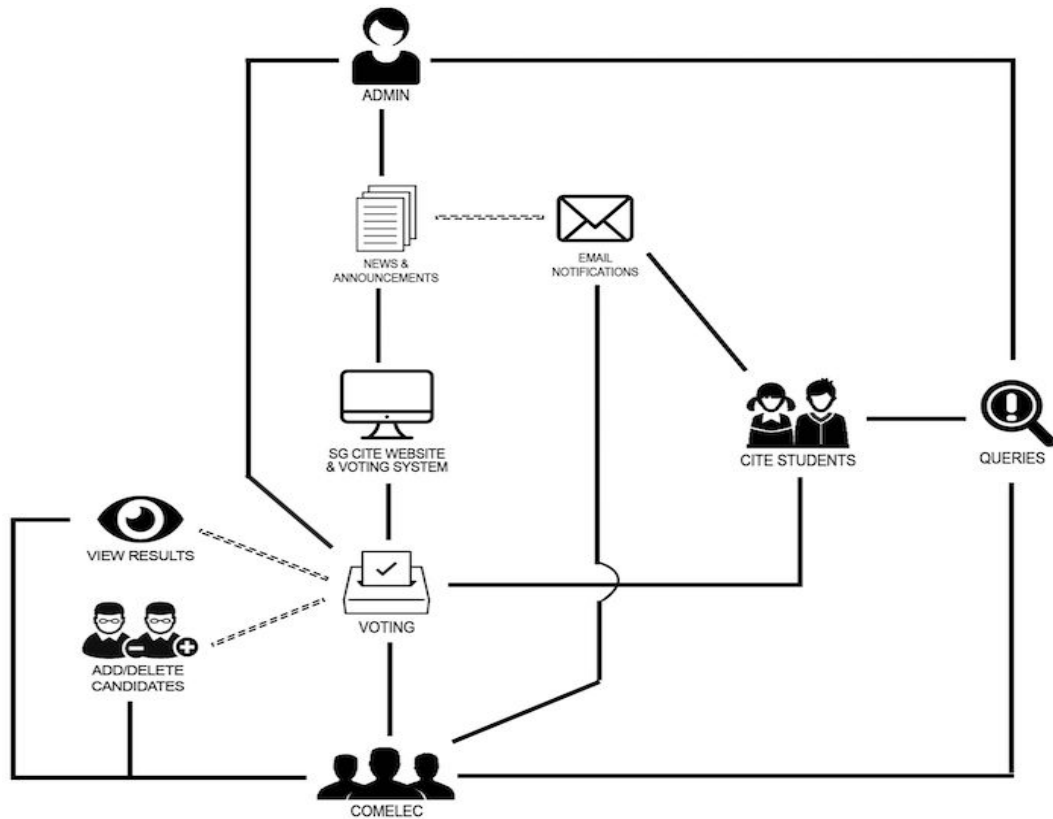 ADMIN
NEWS &
ANNOUNCEMENTS
EMAIL
NOTIFICATIONS
SG CITE WEBSITE
& VOTING SYSTEM
CITE STUDENTS
QUERIES
VIEW RESULTS
VOTING
ADD/DELETE
CANDIDATES
COMELEC